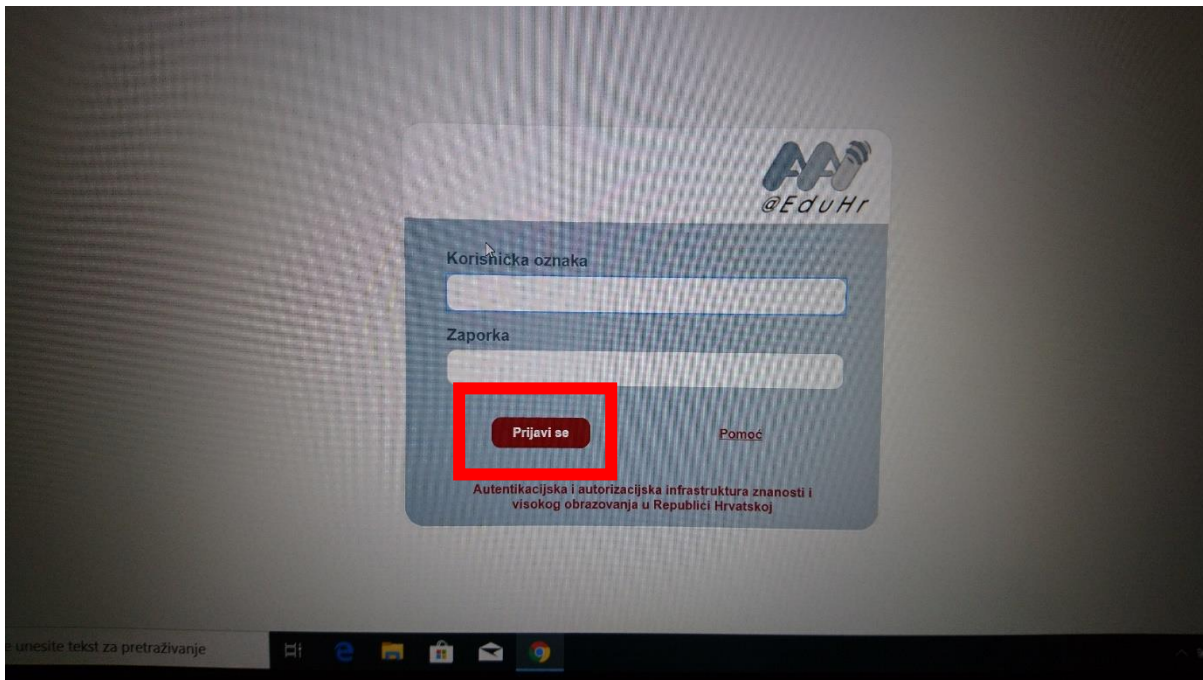 AAI
@EduHr
Korisnička oznaka
Zaporka
Prijavi se
Pomoć
Autentikacijska i autorizacijska infrastruktura znanosti i
visokog obrazovanja u Republici Hrvatskoj
unesite tekst za pretraživanje